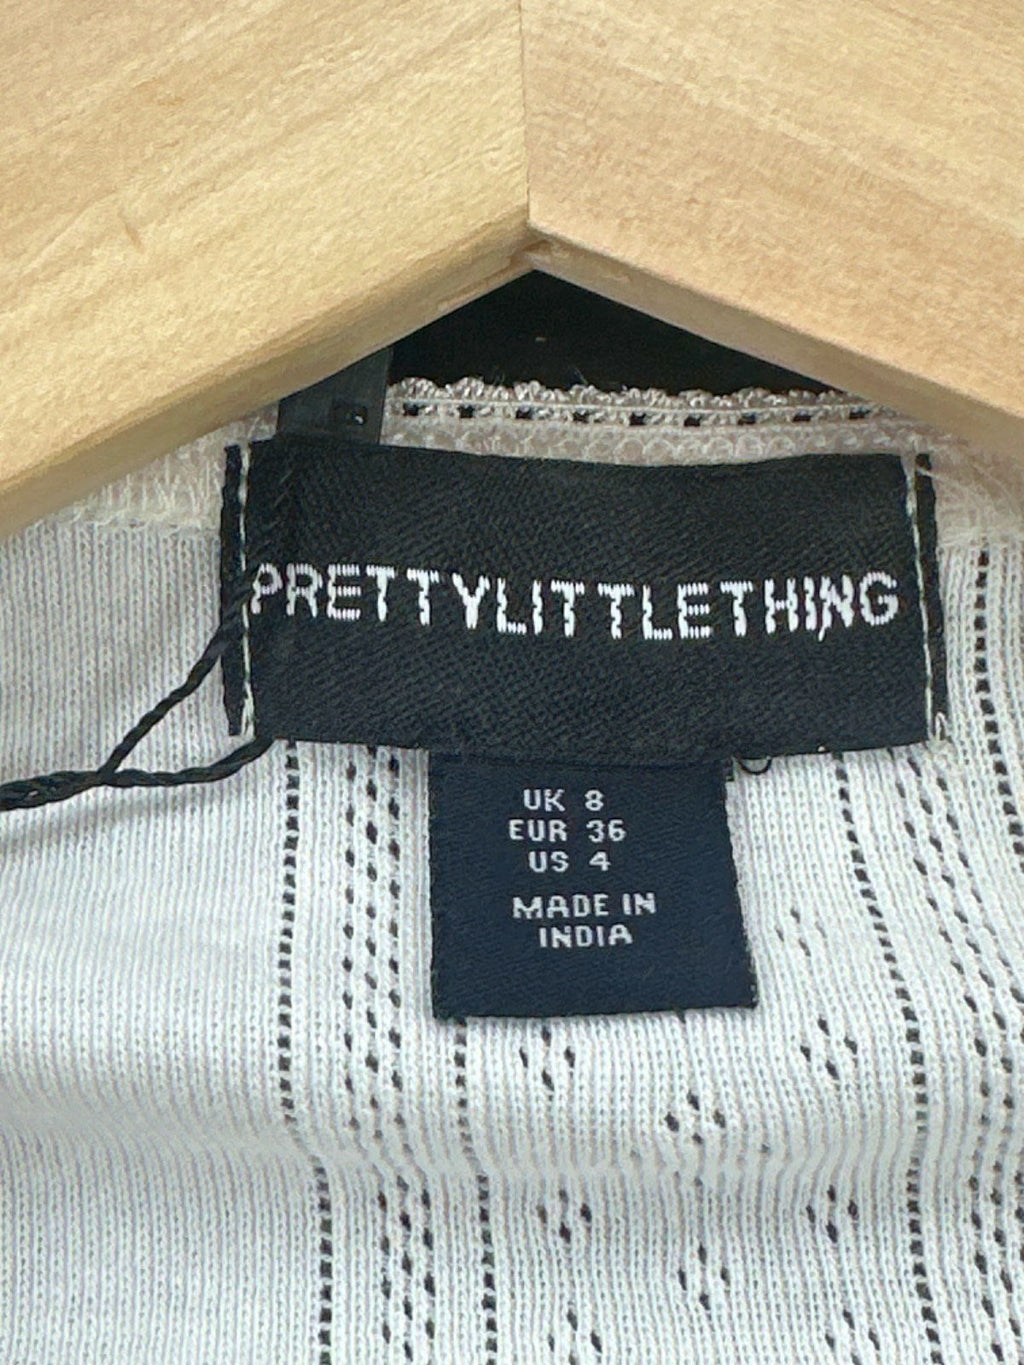 PRETTYLITTLETHING
UK 8
EUR 36
US 4
MADE IN
INDIA